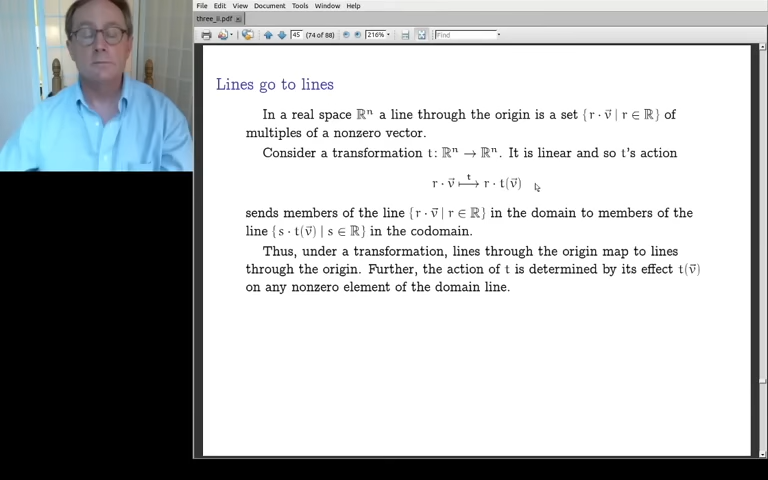 File Edit View Document Tools Window Help
three_li.pdf
45 (74 of 88) 216% Find
Lines go to lines
In a real space ℝⁿ a line through the origin is a set {r · v⃗ | r ∈ ℝ} of
multiples of a nonzero vector.
Consider a transformation t: ℝⁿ → ℝⁿ. It is linear and so t's action
r · v⃗ ⟼ᵗ r · t(v⃗)
sends members of the line {r · v⃗ | r ∈ ℝ} in the domain to members of the
line {s · t(v⃗) | s ∈ ℝ} in the codomain.
Thus, under a transformation, lines through the origin map to lines
through the origin. Further, the action of t is determined by its effect t(v⃗)
on any nonzero element of the domain line.